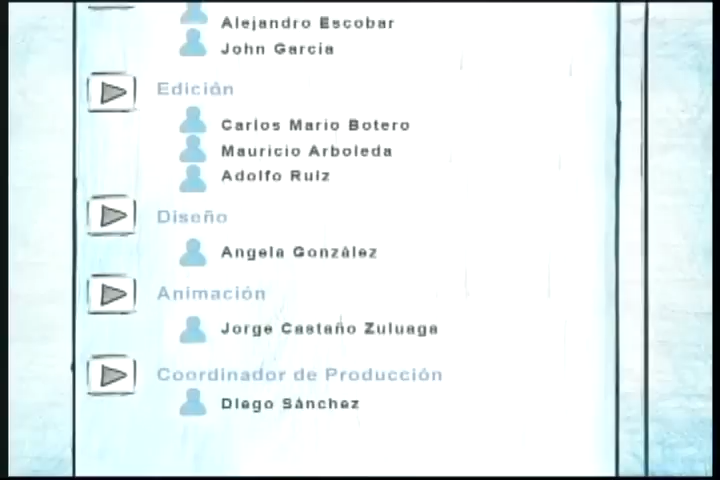 Alejandro Escobar
John García
Edición
Carlos Mario Botero
Mauricio Arboleda
Adolfo Ruiz
Diseño
Angela González
Animación
Jorge Castaño Zuluaga
Coordinador de Producción
Diego Sánchez